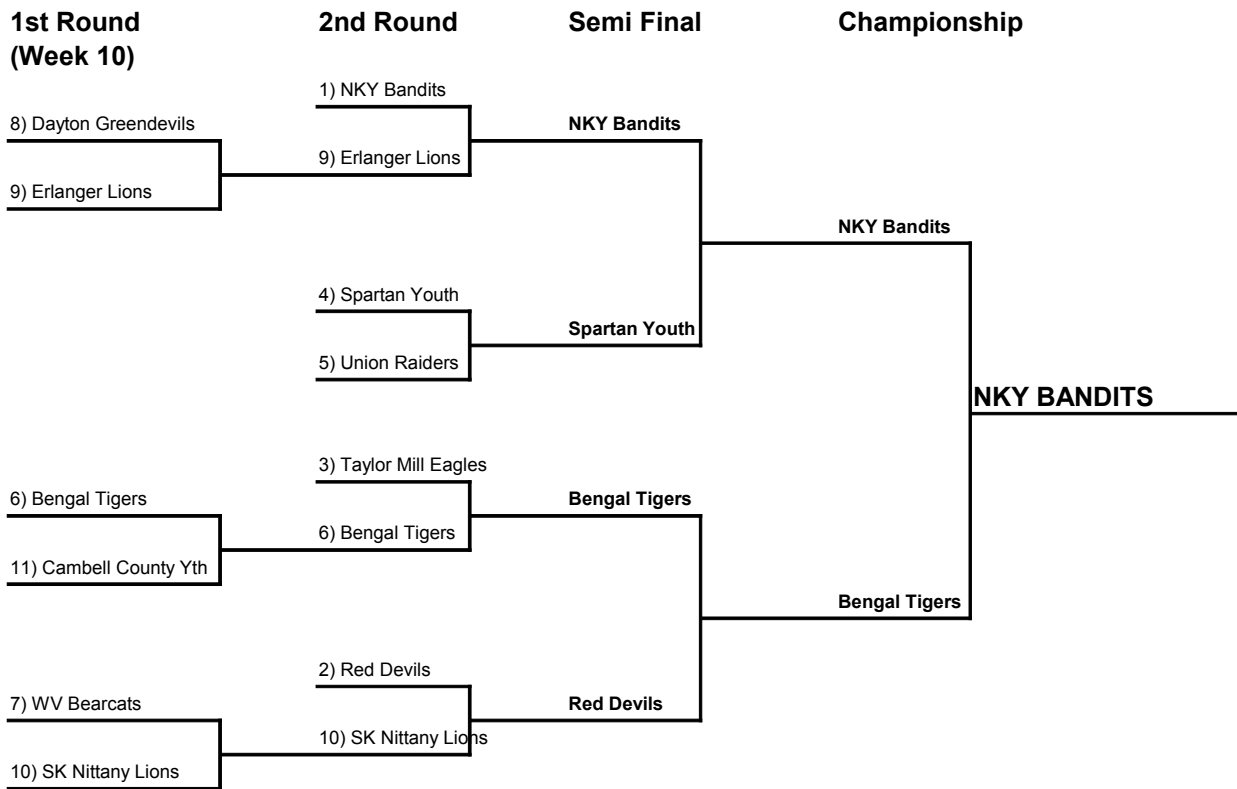 1st Round
(Week 10)
2nd Round
Semi Final
Championship
1) NKY Bandits
8) Dayton Greendevils
NKY Bandits
9) Erlanger Lions
9) Erlanger Lions
NKY Bandits
4) Spartan Youth
Spartan Youth
5) Union Raiders
NKY BANDITS
3) Taylor Mill Eagles
6) Bengal Tigers
Bengal Tigers
6) Bengal Tigers
11) Cambell County Yth
Bengal Tigers
2) Red Devils
7) WV Bearcats
Red Devils
10) SK Nittany Lions
10) SK Nittany Lions